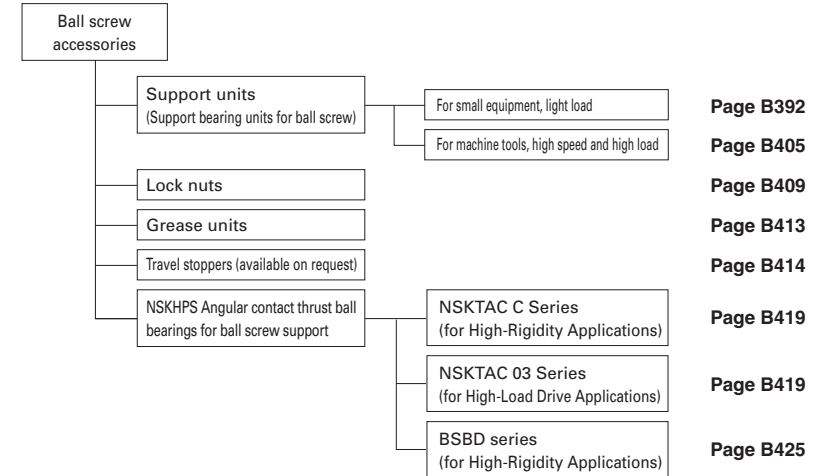 Ball screw
accessories
Support units
(Support bearing units for ball screw)
For small equipment, light load
Page B392
For machine tools, high speed and high load
Page B405
Lock nuts
Page B409
Grease units
Page B413
Travel stoppers (available on request)
Page B414
NSKHPS Angular contact thrust ball
bearings for ball screw support
NSKTAC C Series
(for High-Rigidity Applications)
Page B419
NSKTAC 03 Series
(for High-Load Drive Applications)
Page B419
BSBD series
(for High-Rigidity Applications)
Page B425